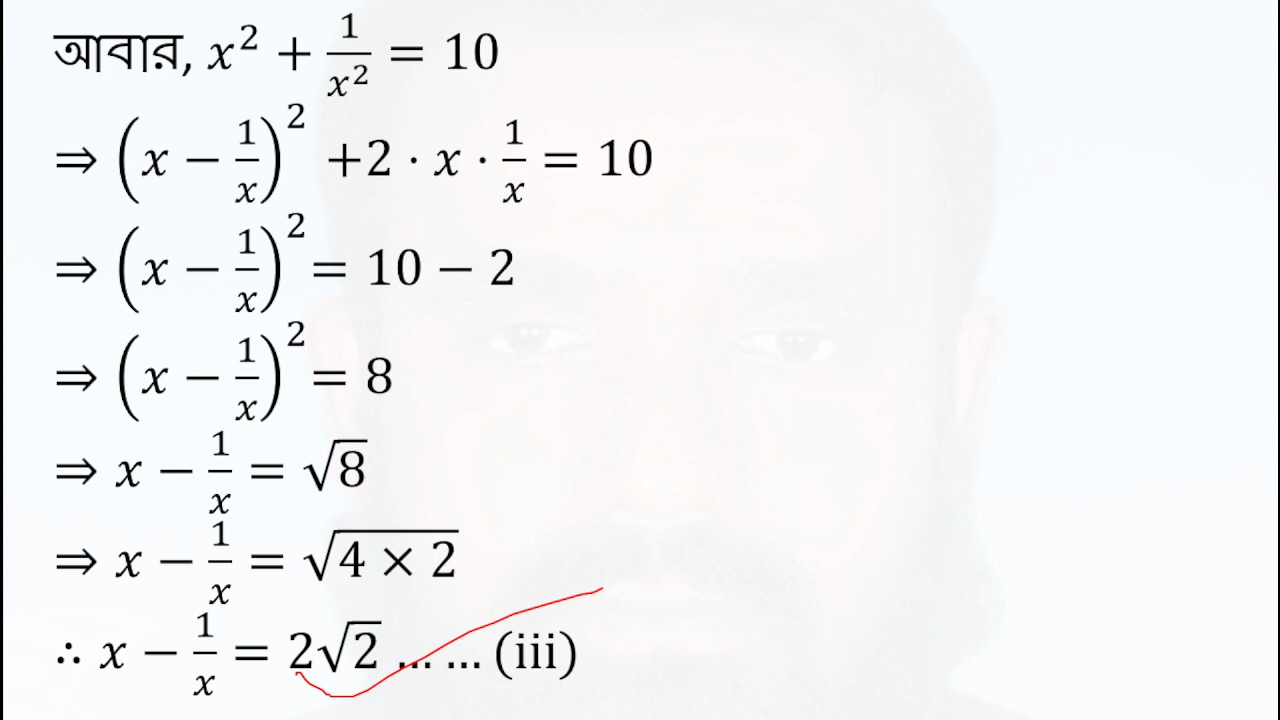 আবার, x² + 1/x² = 10
⇒ (x − 1/x)² +2 · x · 1/x = 10
⇒ (x − 1/x)² = 10 − 2
⇒ (x − 1/x)² = 8
⇒ x − 1/x = √8
⇒ x − 1/x = √(4 × 2)
∴ x − 1/x = 2√2 ... ... (iii)